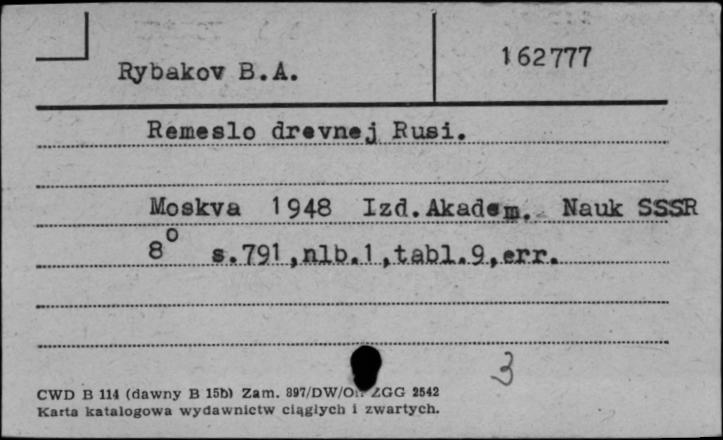 Rybakov B.A.
162777
Remeslo drevnej Rusi.
Moskva 1948 Izd.Akadem. Nauk SSSR
8° s.791,nlb.1,tabl.9,err.
3
CWD B 114 (dawny B 15b) Zam. 897/DW/O ZGG 2542
Karta katalogowa wydawnictw ciągłych i zwartych.